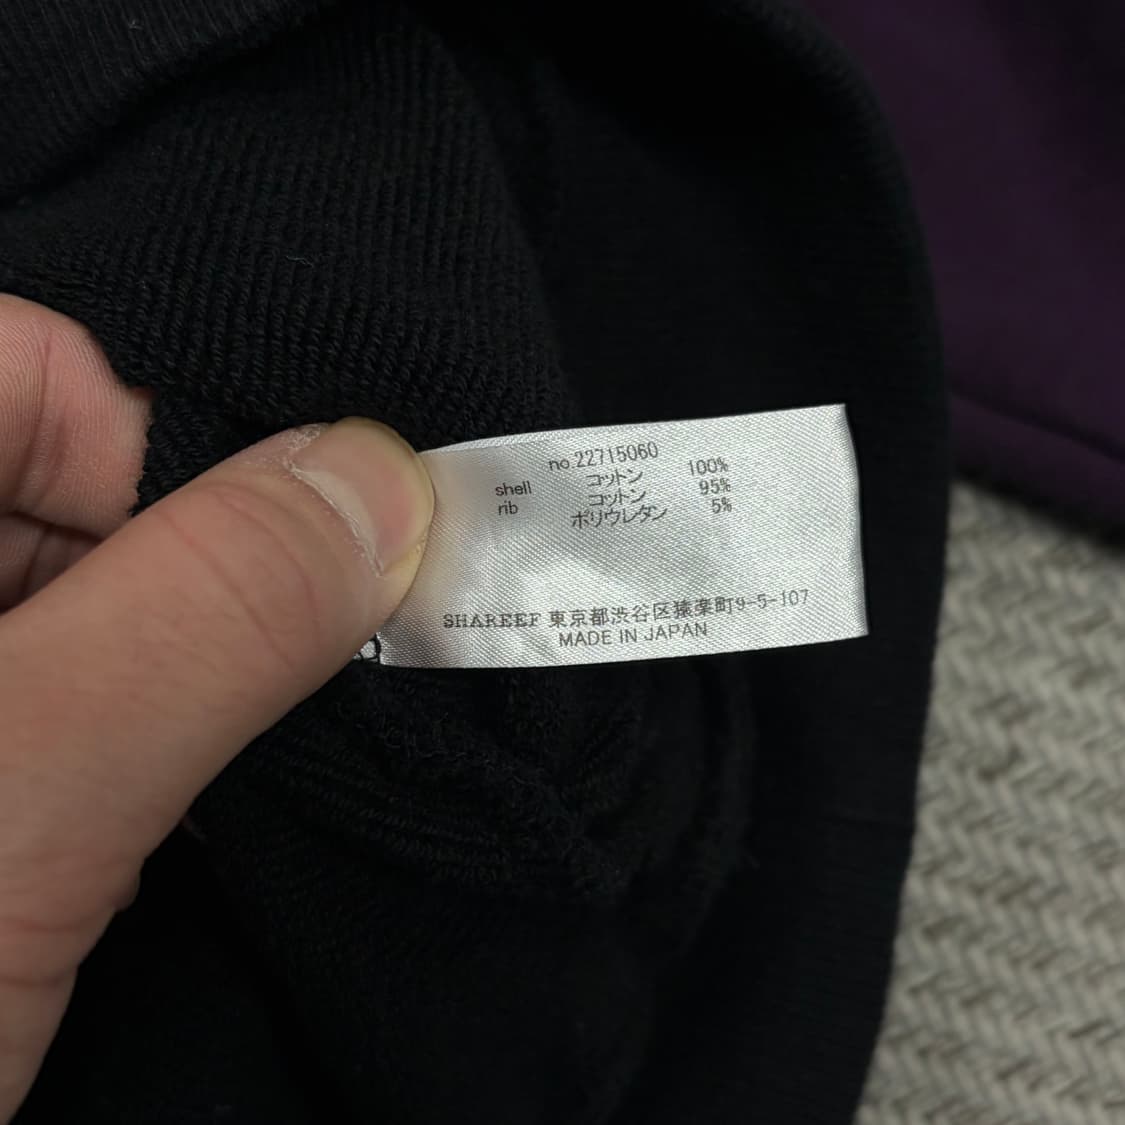 no.22715060
shell コットン 100%
rib コットン 95%
ポリウレタン 5%
SHAREEF 東京都渋谷区猿楽町9-5-107
MADE IN JAPAN